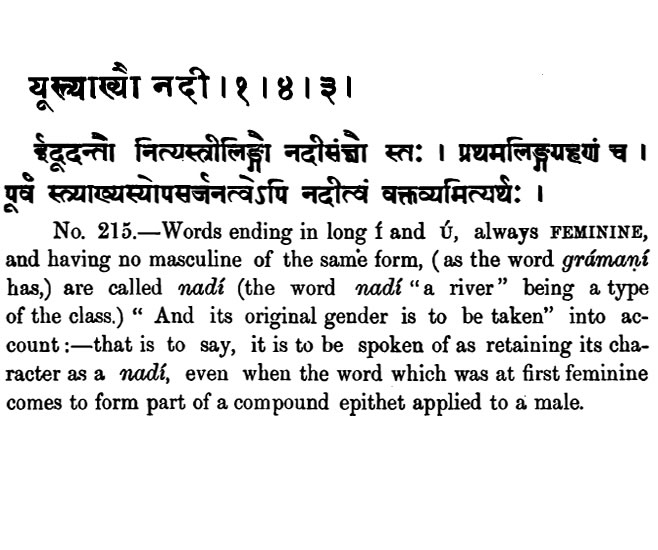 यूस्त्र्याख्यौ नदी । १ । ४ । ३ ।
ईदूदन्तौ नित्यस्त्रीलिङ्गौ नदीसंज्ञौ स्तः । प्रथमलिङ्गग्रहणं च ।
पूर्वं स्त्र्याख्यस्योपसर्जनत्वेऽपि नदीत्वं वक्तव्यमित्यर्थः ।
No. 215.—Words ending in long í and ú, always FEMININE,
and having no masculine of the same form, (as the word grámaṇí
has,) are called nadí (the word nadí "a river" being a type
of the class.) " And its original gender is to be taken" into ac-
count :—that is to say, it is to be spoken of as retaining its cha-
racter as a nadí, even when the word which was at first feminine
comes to form part of a compound epithet applied to a male.